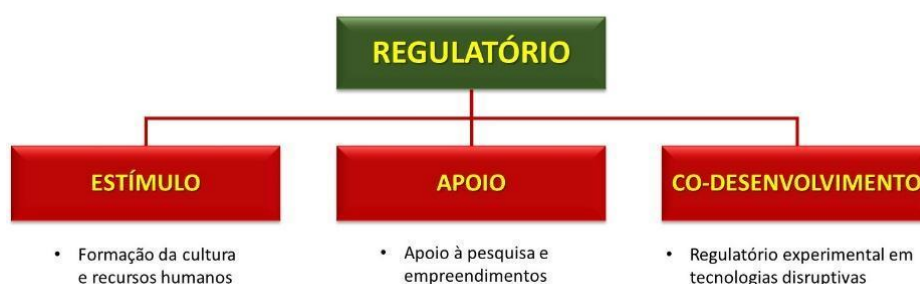 REGULATÓRIO
ESTÍMULO
APOIO
CO-DESENVOLVIMENTO
• Formação da cultura
e recursos humanos
• Apoio à pesquisa e
empreendimentos
• Regulatório experimental em
tecnologias disruptivas